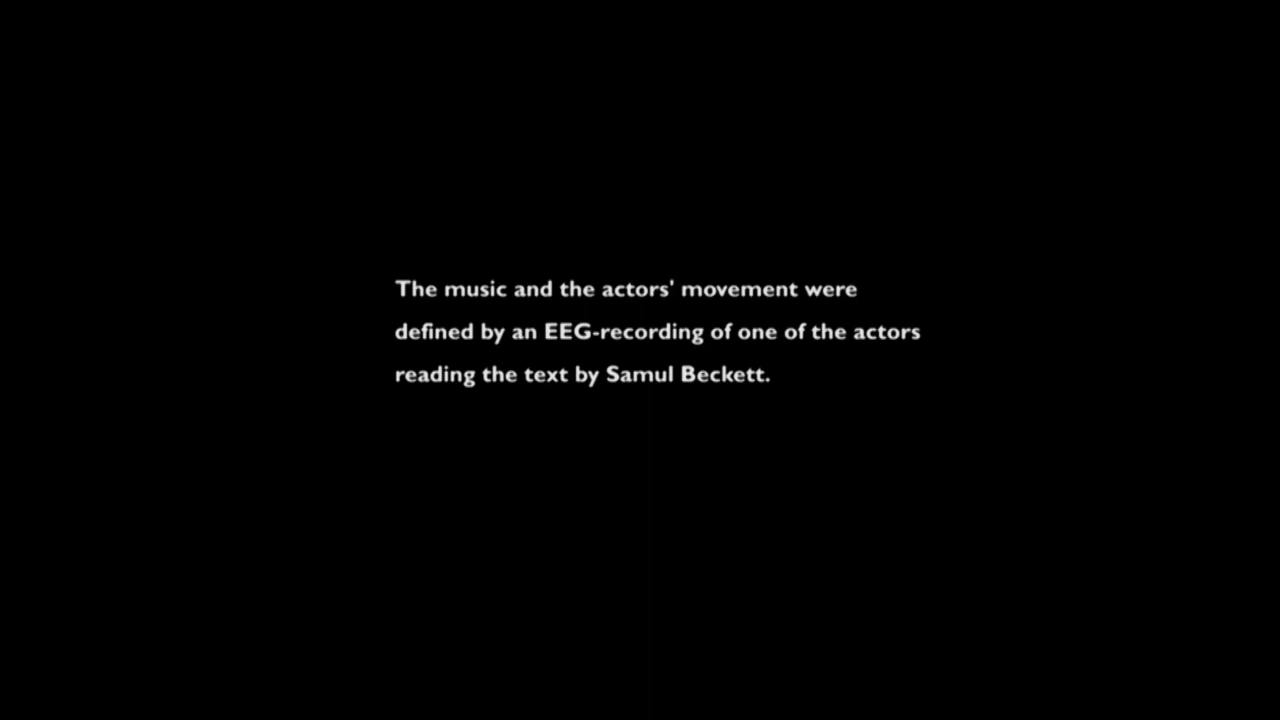 The music and the actors' movement were
defined by an EEG-recording of one of the actors
reading the text by Samul Beckett.